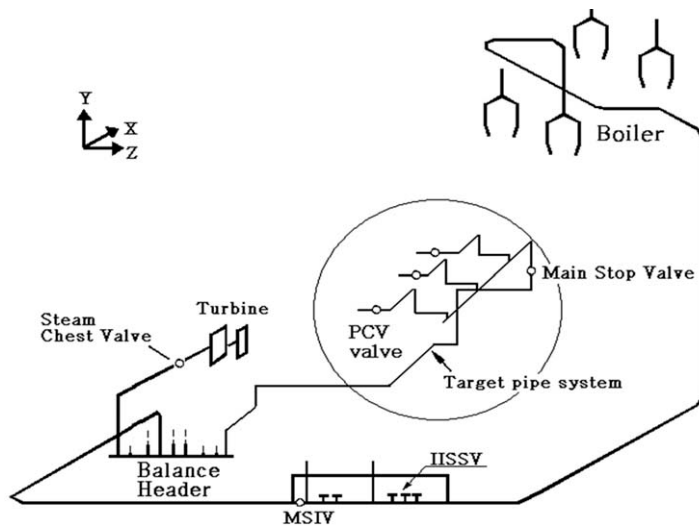 Y
X
Z
Boiler
Main Stop Valve
Turbine
Steam
Chest Valve
PCV
valve
Target pipe system
IISSV
Balance
Header
MSIV